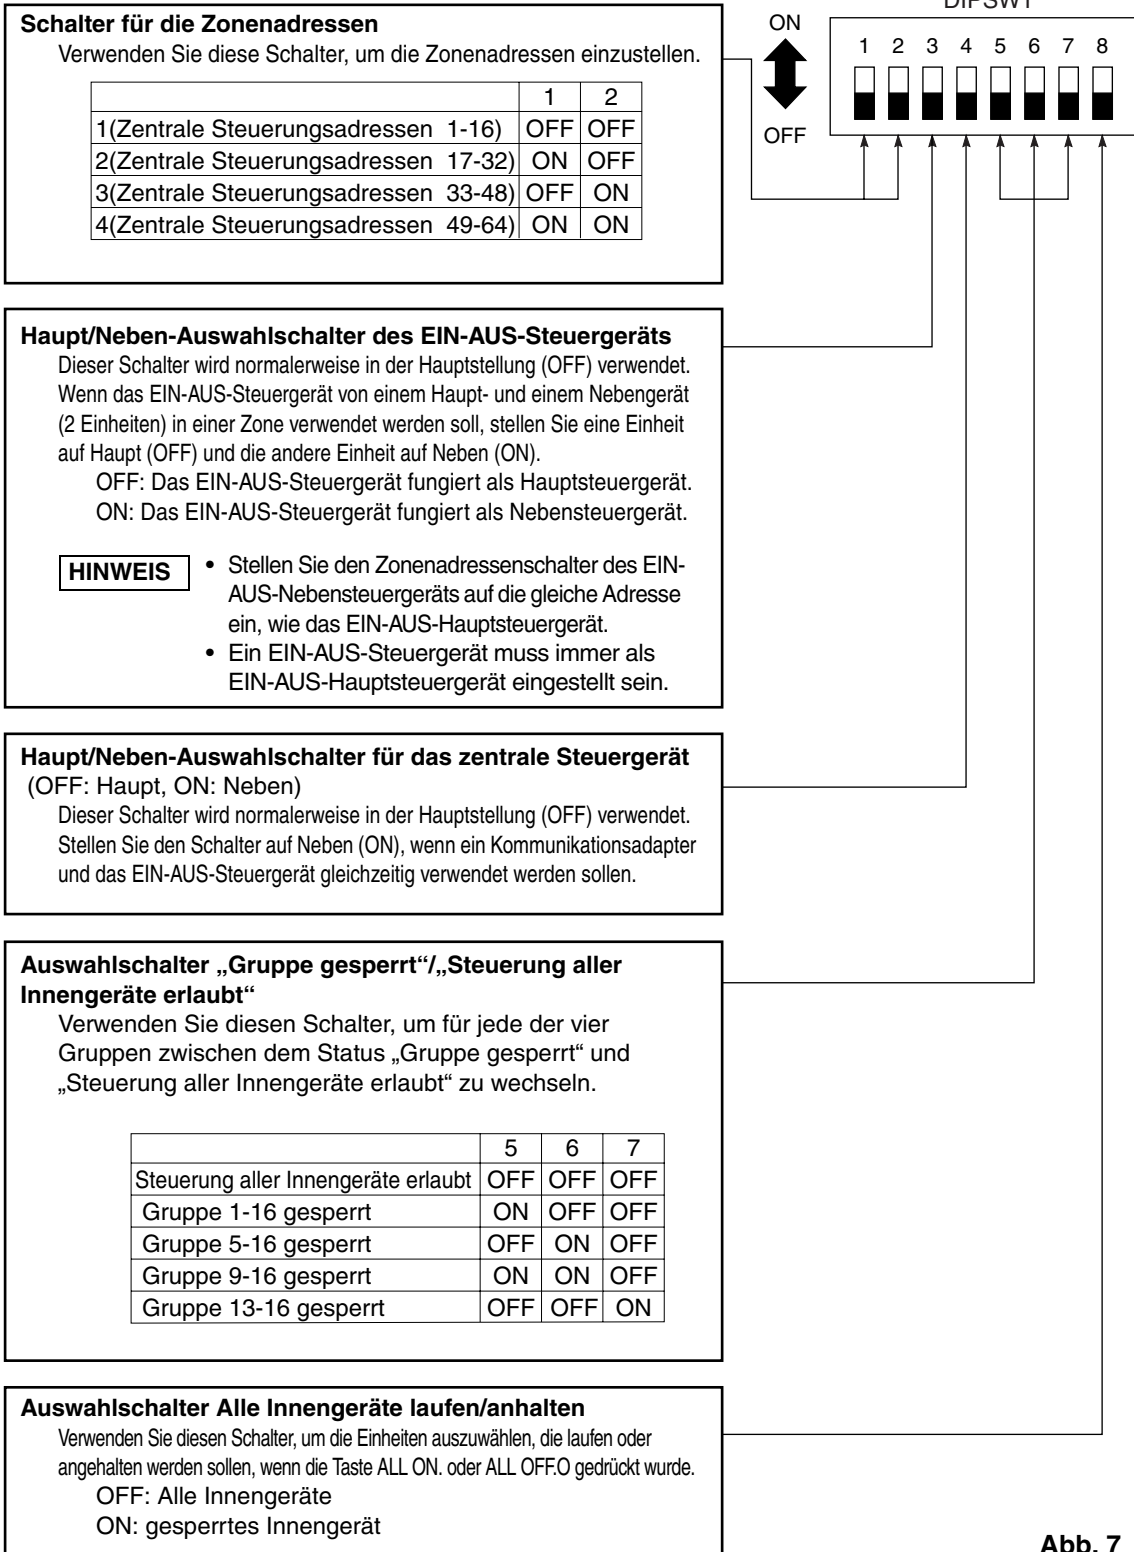 Schalter für die Zonenadressen
Verwenden Sie diese Schalter, um die Zonenadressen einzustellen.
1 2
1(Zentrale Steuerungsadressen 1-16) OFF OFF
2(Zentrale Steuerungsadressen 17-32) ON OFF
3(Zentrale Steuerungsadressen 33-48) OFF ON
4(Zentrale Steuerungsadressen 49-64) ON ON
DIPSW1
ON
1 2 3 4 5 6 7 8
OFF
Haupt/Neben-Auswahlschalter des EIN-AUS-Steuergeräts
Dieser Schalter wird normalerweise in der Hauptstellung (OFF) verwendet.
Wenn das EIN-AUS-Steuergerät von einem Haupt- und einem Nebengerät
(2 Einheiten) in einer Zone verwendet werden soll, stellen Sie eine Einheit
auf Haupt (OFF) und die andere Einheit auf Neben (ON).
OFF: Das EIN-AUS-Steuergerät fungiert als Hauptsteuergerät.
ON: Das EIN-AUS-Steuergerät fungiert als Nebensteuergerät.
HINWEIS
• Stellen Sie den Zonenadressenschalter des EIN-
AUS-Nebensteuergeräts auf die gleiche Adresse
ein, wie das EIN-AUS-Hauptsteuergerät.
• Ein EIN-AUS-Steuergerät muss immer als
EIN-AUS-Hauptsteuergerät eingestellt sein.
Haupt/Neben-Auswahlschalter für das zentrale Steuergerät
(OFF: Haupt, ON: Neben)
Dieser Schalter wird normalerweise in der Hauptstellung (OFF) verwendet.
Stellen Sie den Schalter auf Neben (ON), wenn ein Kommunikationsadapter
und das EIN-AUS-Steuergerät gleichzeitig verwendet werden sollen.
Auswahlschalter „Gruppe gesperrt“/„Steuerung aller
Innengeräte erlaubt“
Verwenden Sie diesen Schalter, um für jede der vier
Gruppen zwischen dem Status „Gruppe gesperrt“ und
„Steuerung aller Innengeräte erlaubt“ zu wechseln.
5 6 7
Steuerung aller Innengeräte erlaubt OFF OFF OFF
Gruppe 1-16 gesperrt ON OFF OFF
Gruppe 5-16 gesperrt OFF ON OFF
Gruppe 9-16 gesperrt ON ON OFF
Gruppe 13-16 gesperrt OFF OFF ON
Auswahlschalter Alle Innengeräte laufen/anhalten
Verwenden Sie diesen Schalter, um die Einheiten auszuwählen, die laufen oder
angehalten werden sollen, wenn die Taste ALL ON. oder ALL OFF.O gedrückt wurde.
OFF: Alle Innengeräte
ON: gesperrtes Innengerät
Abb. 7